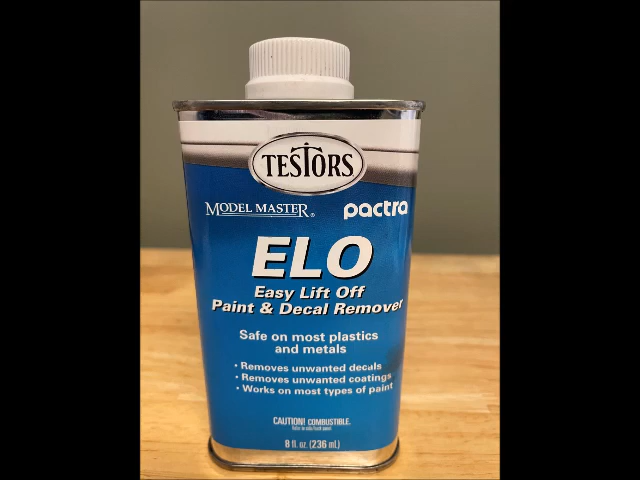 TESTORS
MODEL MASTER® pactra
ELO
Easy Lift Off
Paint & Decal Remover
Safe on most plastics
and metals
• Removes unwanted decals
• Removes unwanted coatings
• Works on most types of paint
CAUTION! COMBUSTIBLE.
8 fl. oz. (236 mL)